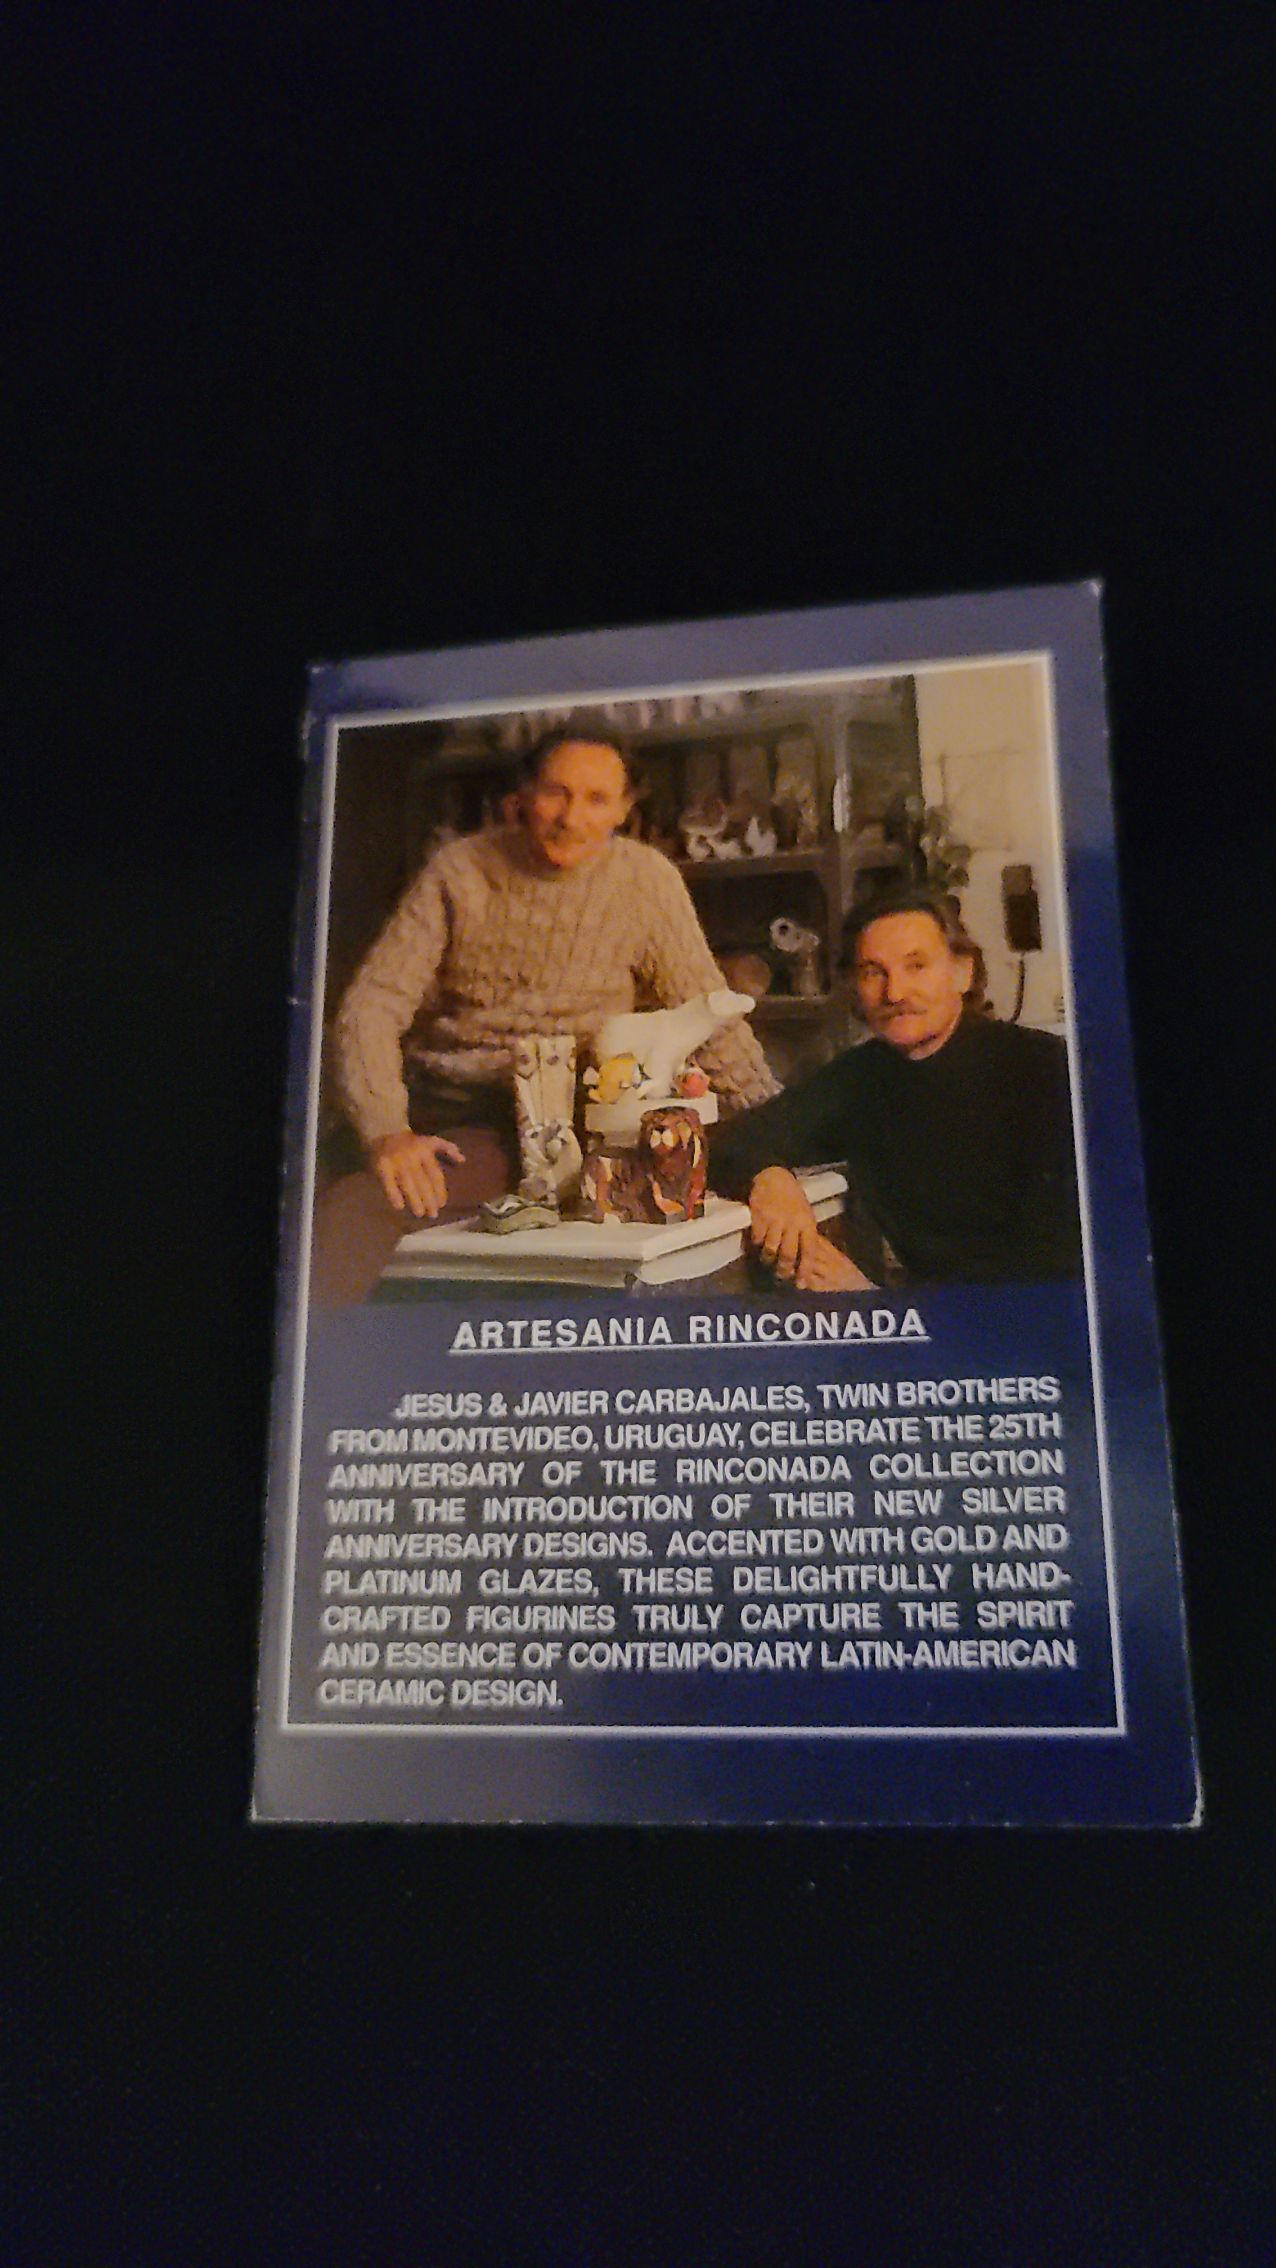 ARTESANIA RINCONADA
JESUS & JAVIER CARBAJALES, TWIN BROTHERS
FROM MONTEVIDEO, URUGUAY, CELEBRATE THE 25TH
ANNIVERSARY OF THE RINCONADA COLLECTION
WITH THE INTRODUCTION OF THEIR NEW SILVER
ANNIVERSARY DESIGNS. ACCENTED WITH GOLD AND
PLATINUM GLAZES, THESE DELIGHTFULLY HAND-
CRAFTED FIGURINES TRULY CAPTURE THE SPIRIT
AND ESSENCE OF CONTEMPORARY LATIN-AMERICAN
CERAMIC DESIGN.